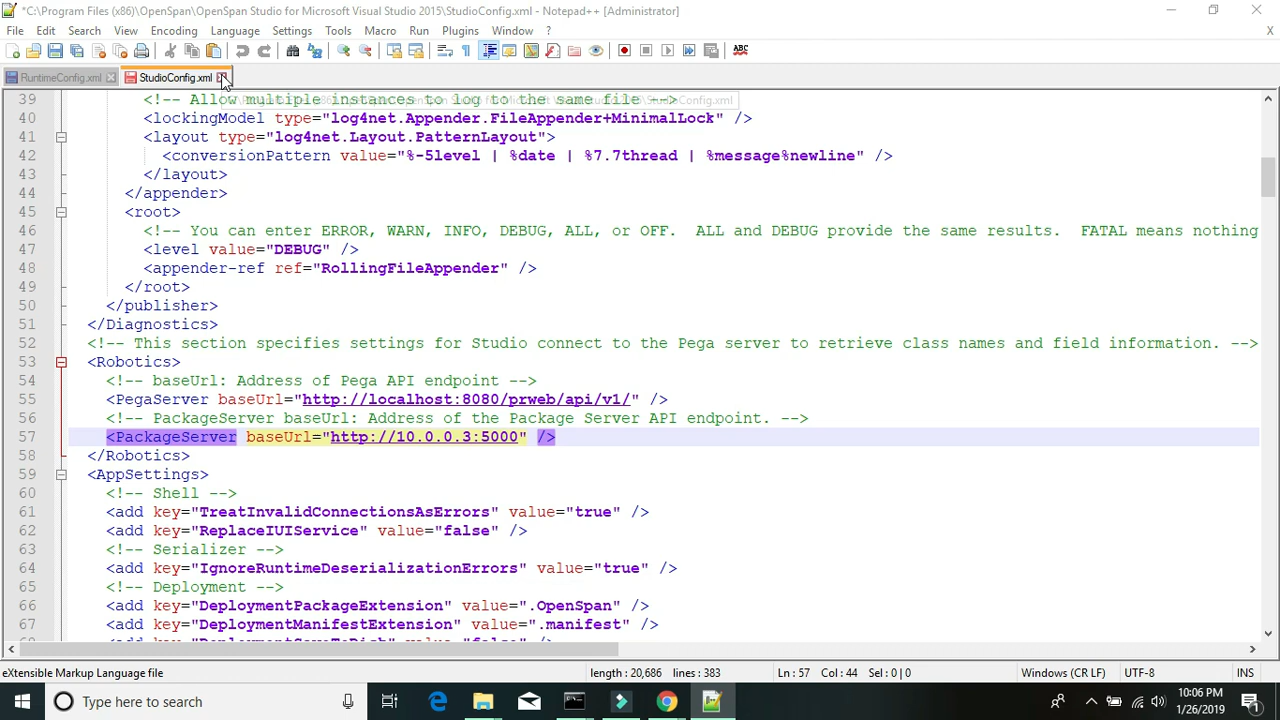 *C:\Program Files (x86)\OpenSpan\OpenSpan Studio for Microsoft Visual Studio 2015\StudioConfig.xml - Notepad++ [Administrator]
File Edit Search View Encoding Language Settings Tools Macro Run Plugins Window ? X
RuntimeConfig.xml StudioConfig.xml
39 <!-- Allow multiple instances to log to the same file -->
40 <lockingModel type="log4net.Appender.FileAppender+MinimalLock" />
41 <layout type="log4net.Layout.PatternLayout">
42 <conversionPattern value="%-5level | %date | %7.7thread | %message%newline" />
43 </layout>
44 </appender>
45 <root>
46 <!-- You can enter ERROR, WARN, INFO, DEBUG, ALL, or OFF.  ALL and DEBUG provide the same results.  FATAL means nothing
47 <level value="DEBUG" />
48 <appender-ref ref="RollingFileAppender" />
49 </root>
50 </publisher>
51 </Diagnostics>
52 <!-- This section specifies settings for Studio connect to the Pega server to retrieve class names and field information. -->
53 <Robotics>
54 <!-- baseUrl: Address of Pega API endpoint -->
55 <PegaServer baseUrl="http://localhost:8080/prweb/api/v1/" />
56 <!-- PackageServer baseUrl: Address of the Package Server API endpoint. -->
57 <PackageServer baseUrl="http://10.0.0.3:5000" />
58 </Robotics>
59 <AppSettings>
60 <!-- Shell -->
61 <add key="TreatInvalidConnectionsAsErrors" value="true" />
62 <add key="ReplaceIUIService" value="false" />
63 <!-- Serializer -->
64 <add key="IgnoreRuntimeDeserializationErrors" value="true" />
65 <!-- Deployment -->
66 <add key="DeploymentPackageExtension" value=".OpenSpan" />
67 <add key="DeploymentManifestExtension" value=".manifest" />
eXtensible Markup Language file length : 20,686 lines : 383 Ln : 57 Col : 44 Sel : 0 | 0 Windows (CR LF) UTF-8 INS
Type here to search
10:06 PM
1/26/2019